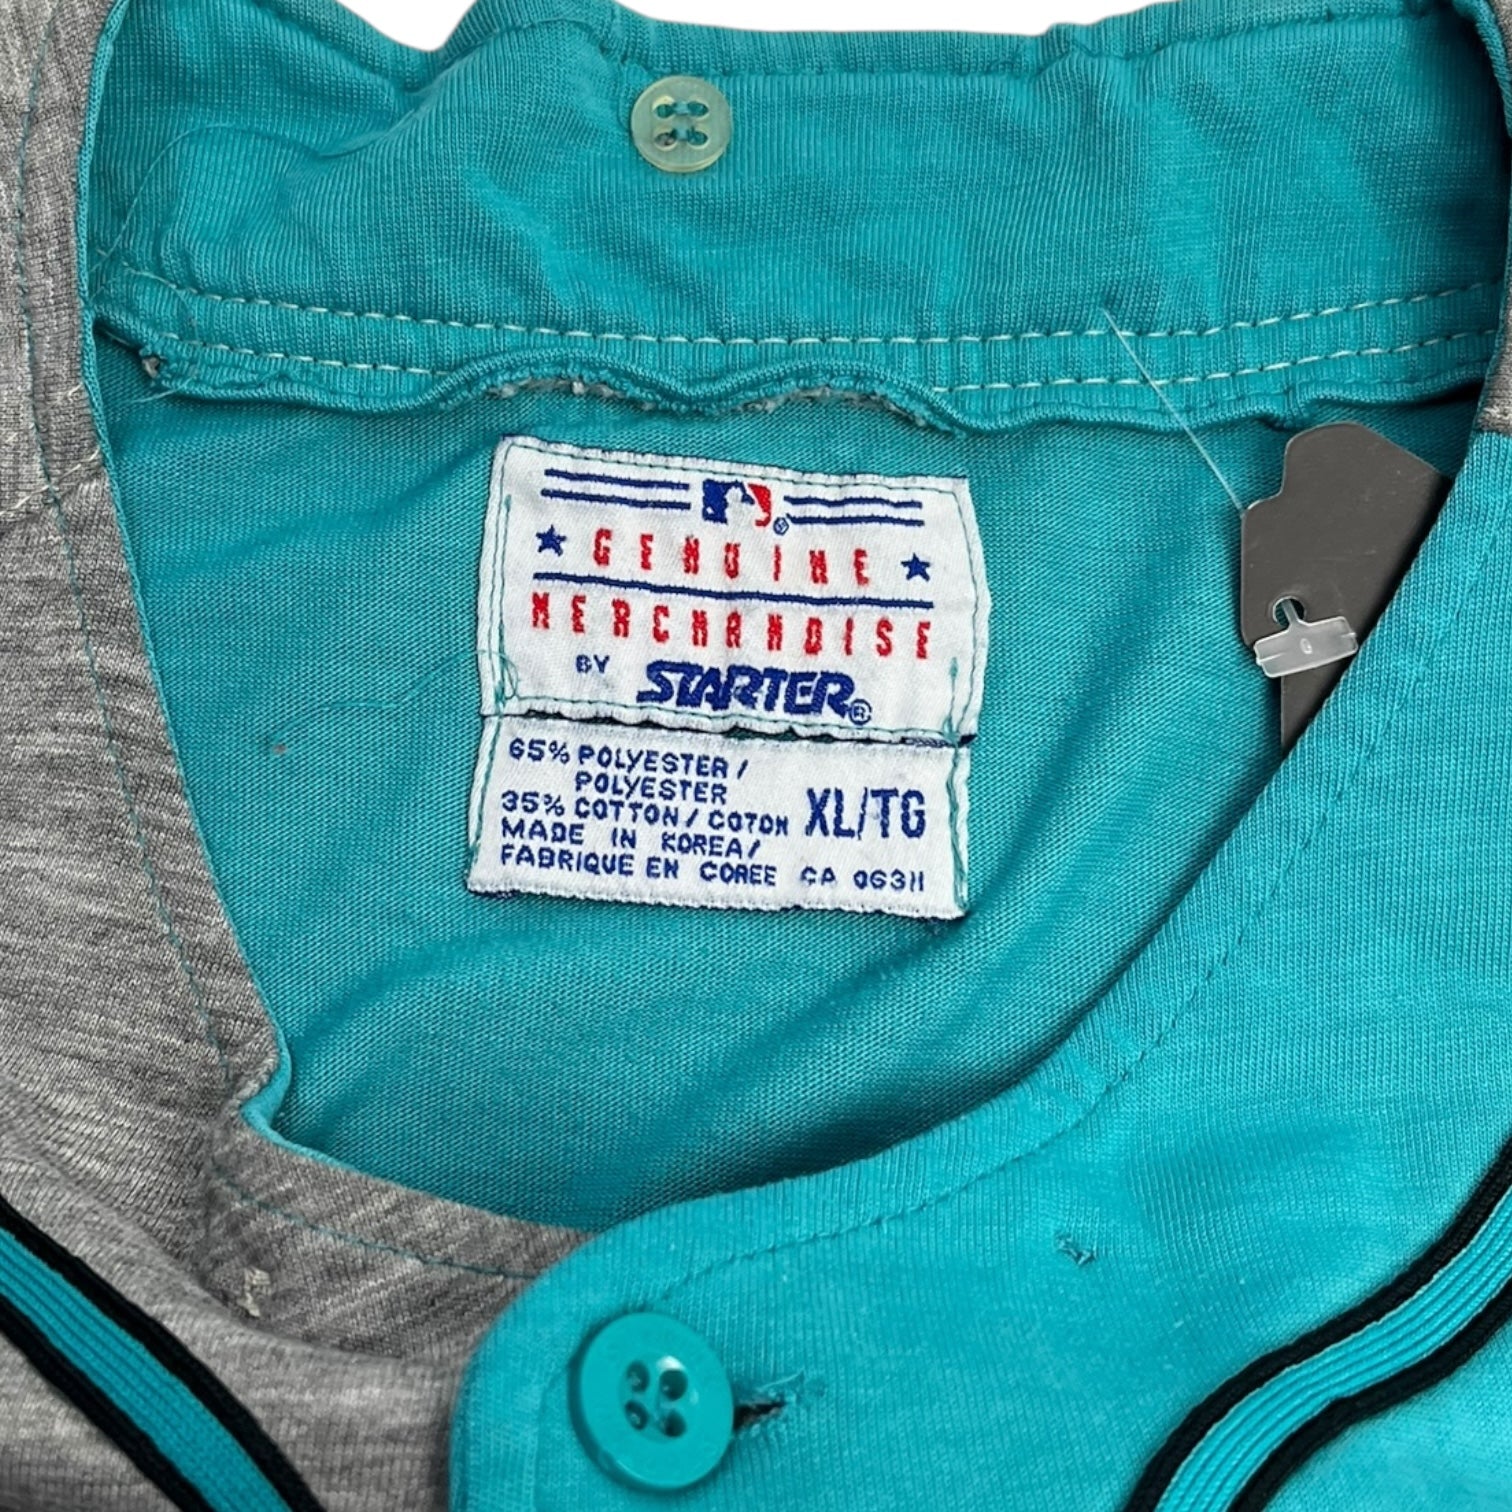 GENUINE
MERCHANDISE
BY STARTER®
65% POLYESTER/
POLYESTER
35% COTTON/COTON XL/TG
MADE IN KOREA/
FABRIQUE EN COREE CA 06311